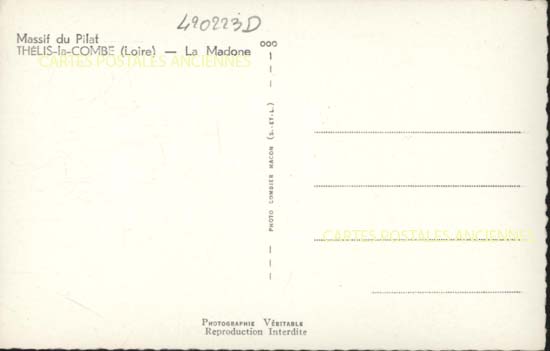 490223D
Massif du Pilat
THÉLIS-la-COMBE (Loire) — La Madone
CARTES POSTALES ANCIENNES
PHOTO COMBIER MACON (S.-ET-L.)
CARTES POSTALES ANCIENNES
Photographie Véritable
Reproduction Interdite